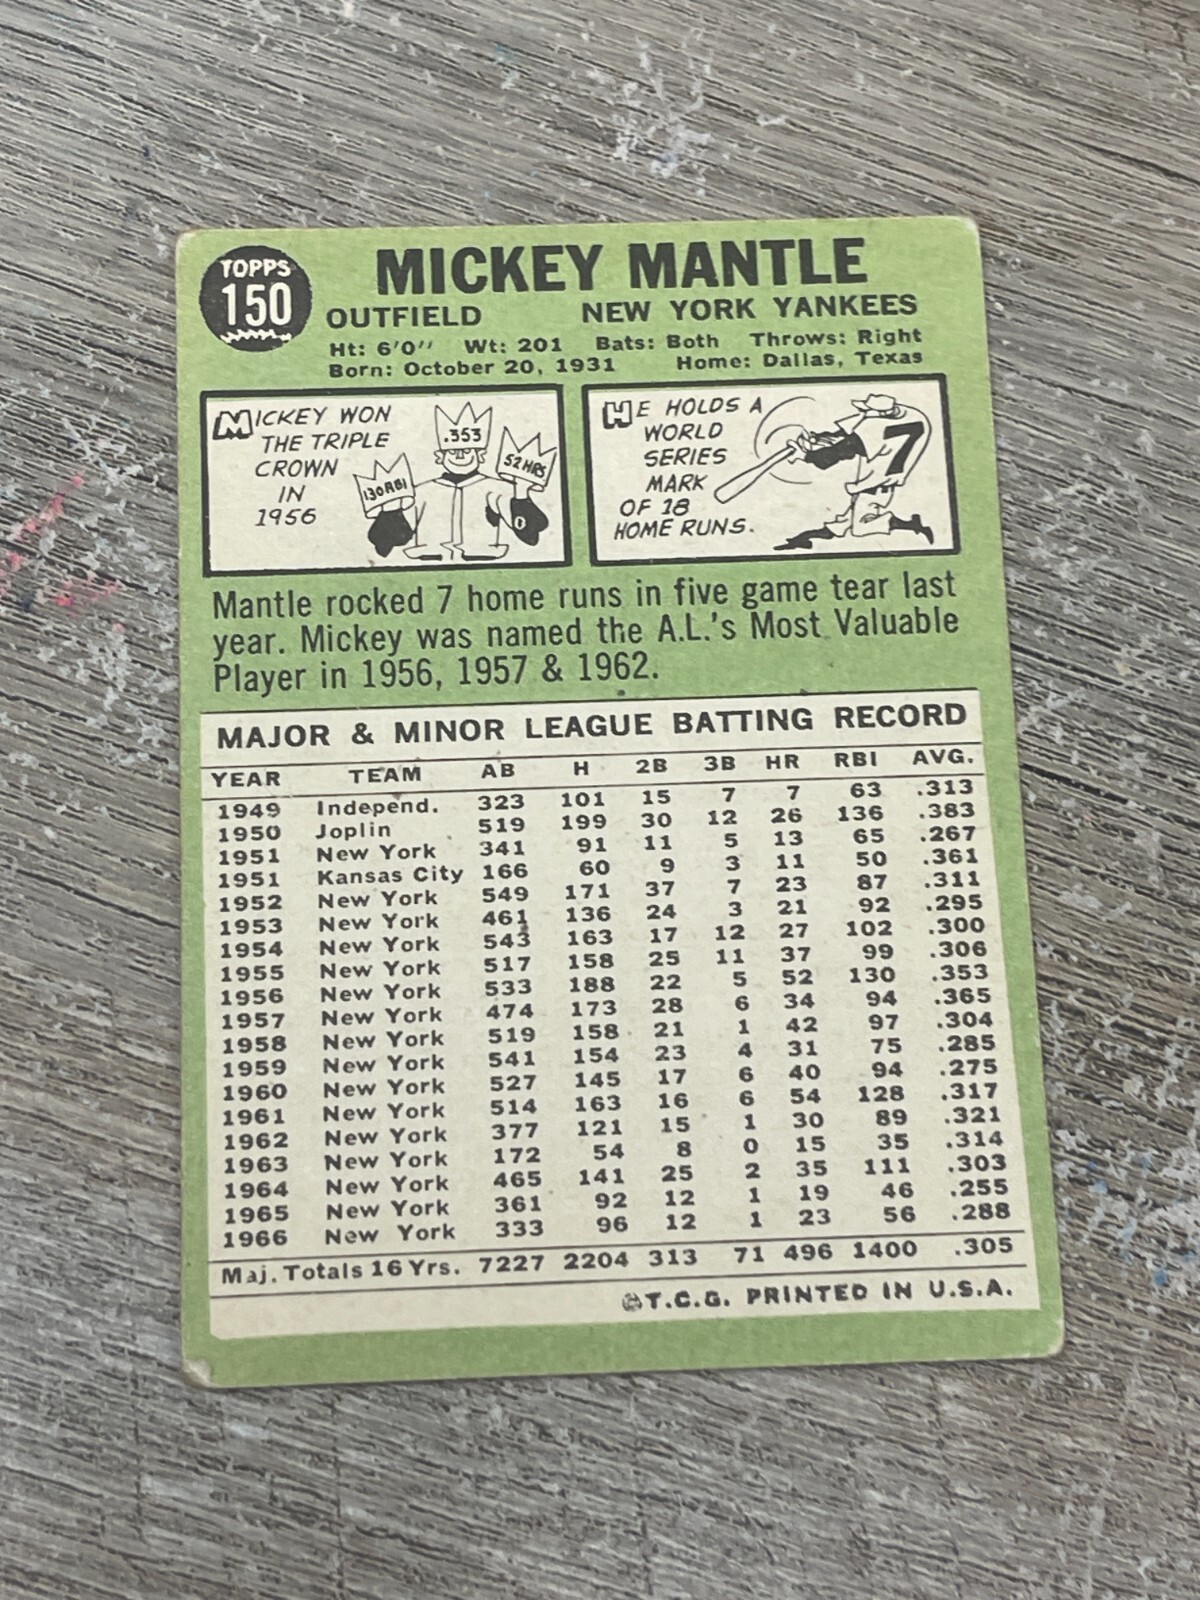 TOPPS
150
MICKEY MANTLE
OUTFIELD NEW YORK YANKEES
Ht: 6'0" Wt: 201 Bats: Both Throws: Right
Born: October 20, 1931 Home: Dallas, Texas
MICKEY WON
THE TRIPLE
CROWN
IN
1956
.353
130 RBI
52 HRS
HE HOLDS A
WORLD
SERIES
MARK
OF 18
HOME RUNS.
7
Mantle rocked 7 home runs in five game tear last
year. Mickey was named the A.L.'s Most Valuable
Player in 1956, 1957 & 1962.
MAJOR & MINOR LEAGUE BATTING RECORD
YEAR TEAM AB H 2B 3B HR RBI AVG.
1949 Independ. 323 101 15 7 7 63 .313
1950 Joplin 519 199 30 12 26 136 .383
1951 New York 341 91 11 5 13 65 .267
1951 Kansas City 166 60 9 3 11 50 .361
1952 New York 549 171 37 7 23 87 .311
1953 New York 461 136 24 3 21 92 .295
1954 New York 543 163 17 12 27 102 .300
1955 New York 517 158 25 11 37 99 .306
1956 New York 533 188 22 5 52 130 .353
1957 New York 474 173 28 6 34 94 .365
1958 New York 519 158 21 1 42 97 .304
1959 New York 541 154 23 4 31 75 .285
1960 New York 527 145 17 6 40 94 .275
1961 New York 514 163 16 6 54 128 .317
1962 New York 377 121 15 1 30 89 .321
1963 New York 172 54 8 0 15 35 .314
1964 New York 465 141 25 2 35 111 .303
1965 New York 361 92 12 1 19 46 .255
1966 New York 333 96 12 1 23 56 .288
Maj. Totals 16 Yrs. 7227 2204 313 71 496 1400 .305
©T.C.G. PRINTED IN U.S.A.